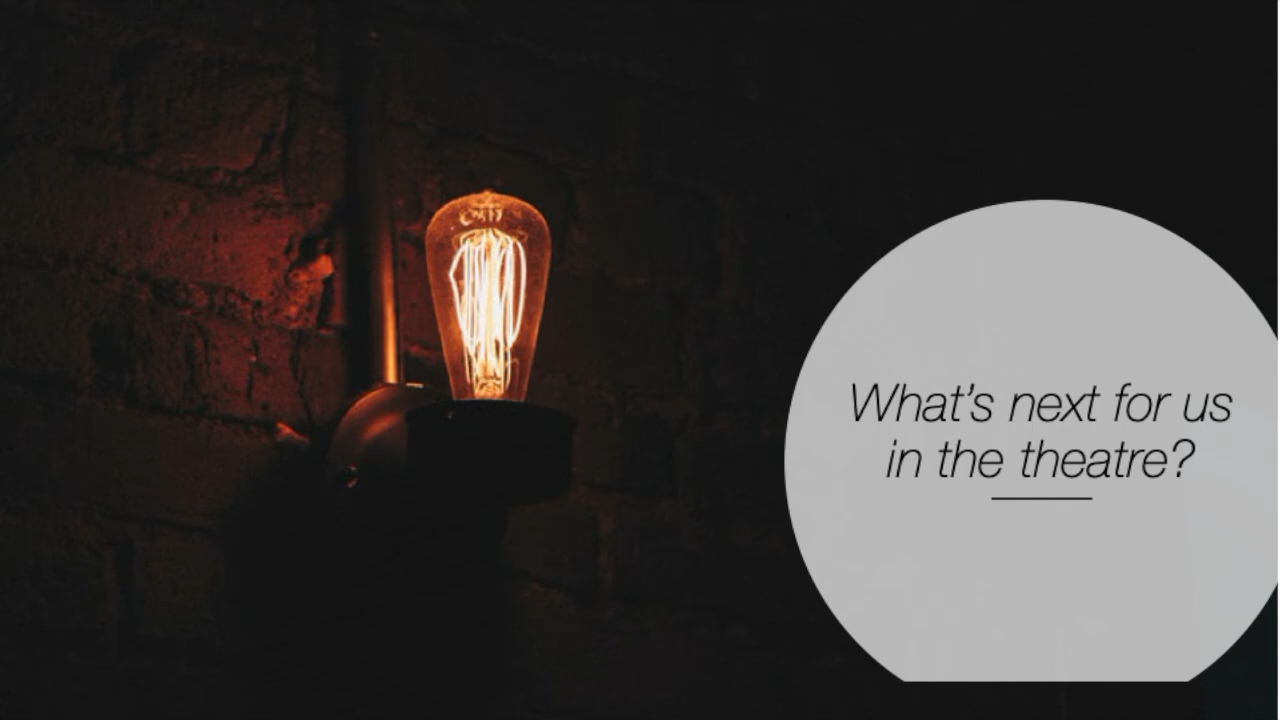 What’s next for us
in the theatre?